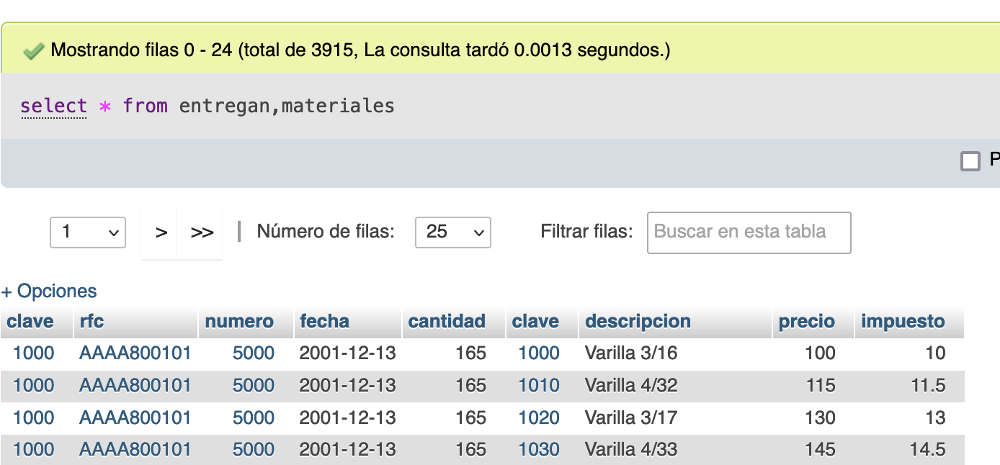 Mostrando filas 0 - 24 (total de 3915, La consulta tardó 0.0013 segundos.)
select * from entregan,materiales
P
1 > >> | Número de filas: 25 Filtrar filas: Buscar en esta tabla
+ Opciones
clave rfc numero fecha cantidad clave descripcion precio impuesto
1000 AAAA800101 5000 2001-12-13 165 1000 Varilla 3/16 100 10
1000 AAAA800101 5000 2001-12-13 165 1010 Varilla 4/32 115 11.5
1000 AAAA800101 5000 2001-12-13 165 1020 Varilla 3/17 130 13
1000 AAAA800101 5000 2001-12-13 165 1030 Varilla 4/33 145 14.5